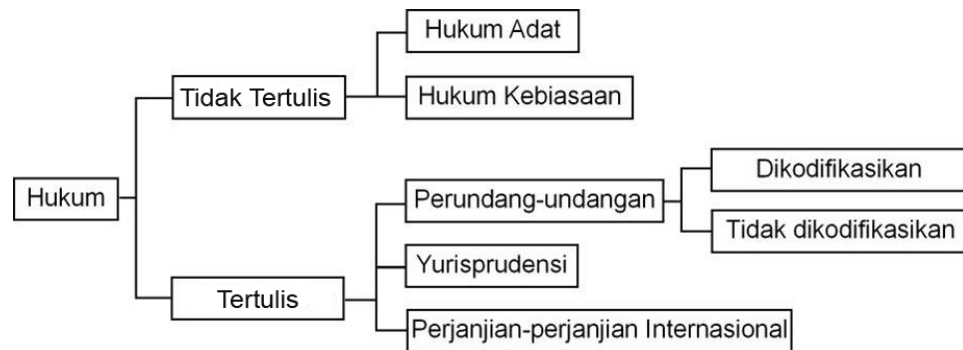 Hukum
Tidak Tertulis
Hukum Adat
Hukum Kebiasaan
Tertulis
Perundang-undangan
Dikodifikasikan
Tidak dikodifikasikan
Yurisprudensi
Perjanjian-perjanjian Internasional